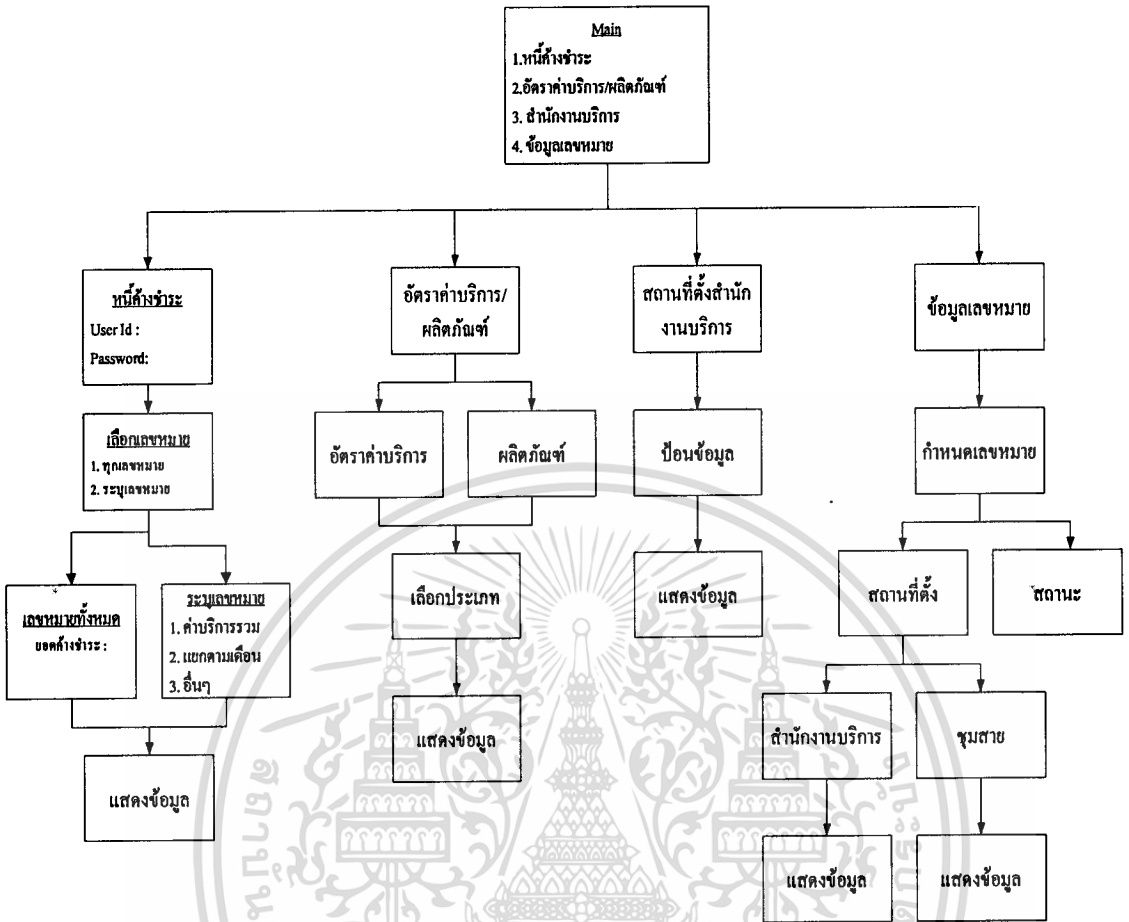 Main
1.หนี้ค้างชำระ
2.อัตราค่าบริการ/ผลิตภัณฑ์
3. สำนักงานบริการ
4. ข้อมูลเลขหมาย
หนี้ค้างชำระ
User Id :
Password:
อัตราค่าบริการ/
ผลิตภัณฑ์
สถานที่ตั้งสำนัก
งานบริการ
ข้อมูลเลขหมาย
เลือกเลขหมาย
1. ทุกเลขหมาย
2. ระบุเลขหมาย
อัตราค่าบริการ
ผลิตภัณฑ์
ป้อนข้อมูล
กำหนดเลขหมาย
เลขหมายทั้งหมด
ยอดค้างชำระ :
ระบุเลขหมาย
1. ค่าบริการรวม
2. แยกตามเดือน
3. อื่นๆ
เลือกประเภท
แสดงข้อมูล
สถานที่ตั้ง
สถานะ
แสดงข้อมูล
แสดงข้อมูล
สำนักงานบริการ
ชุมสาย
แสดงข้อมูล
แสดงข้อมูล